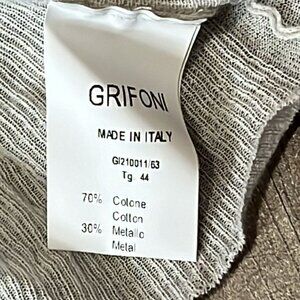 GRIFONI
MADE IN ITALY
GI210011/63
Tg. 44
70% Cotone
Cotton
30% Metallo
Metal